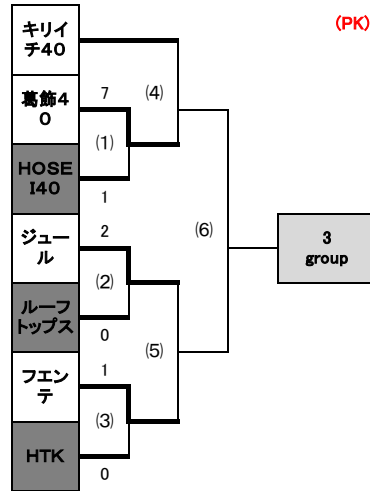 キリイ
チ40
(PK)
葛飾4
0
7
(4)
(1)
HOSE
I40
1
ジュー
ル
2
(6)
3
group
(2)
ルーフ
トップス
0
(5)
フエン
テ
1
(3)
HTK
0